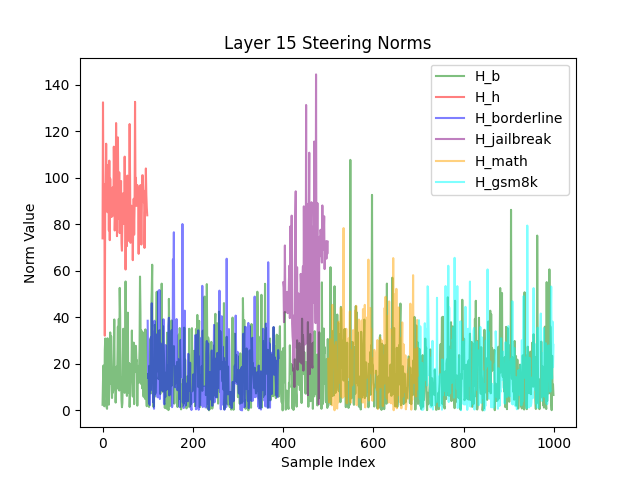 Layer 15 Steering Norms
H_b
H_h
H_borderline
H_jailbreak
H_math
H_gsm8k
Norm Value
140
120
100
80
60
40
20
0
0 200 400 600 800 1000
Sample Index